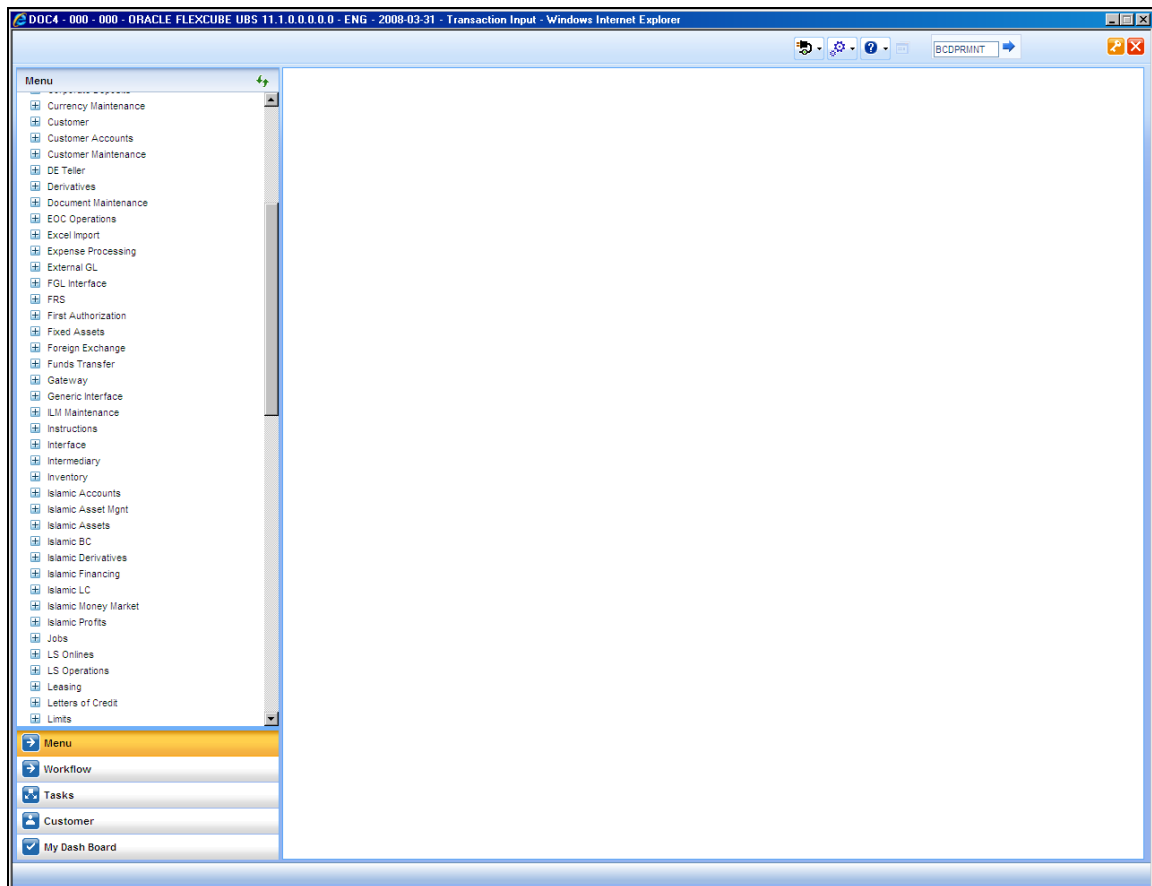 DOC4 - 000 - 000 - ORACLE FLEXCUBE UBS 11.1.0.0.0.0.0 - ENG - 2008-03-31 - Transaction Input - Windows Internet Explorer
BCDPRMNT
Menu
Corporate Deposits
Currency Maintenance
Customer
Customer Accounts
Customer Maintenance
DE Teller
Derivatives
Document Maintenance
EOC Operations
Excel Import
Expense Processing
External GL
FGL Interface
FRS
First Authorization
Fixed Assets
Foreign Exchange
Funds Transfer
Gateway
Generic Interface
ILM Maintenance
Instructions
Interface
Intermediary
Inventory
Islamic Accounts
Islamic Asset Mgnt
Islamic Assets
Islamic BC
Islamic Derivatives
Islamic Financing
Islamic LC
Islamic Money Market
Islamic Profits
Jobs
LS Onlines
LS Operations
Leasing
Letters of Credit
Limits
Menu
Workflow
Tasks
Customer
My Dash Board